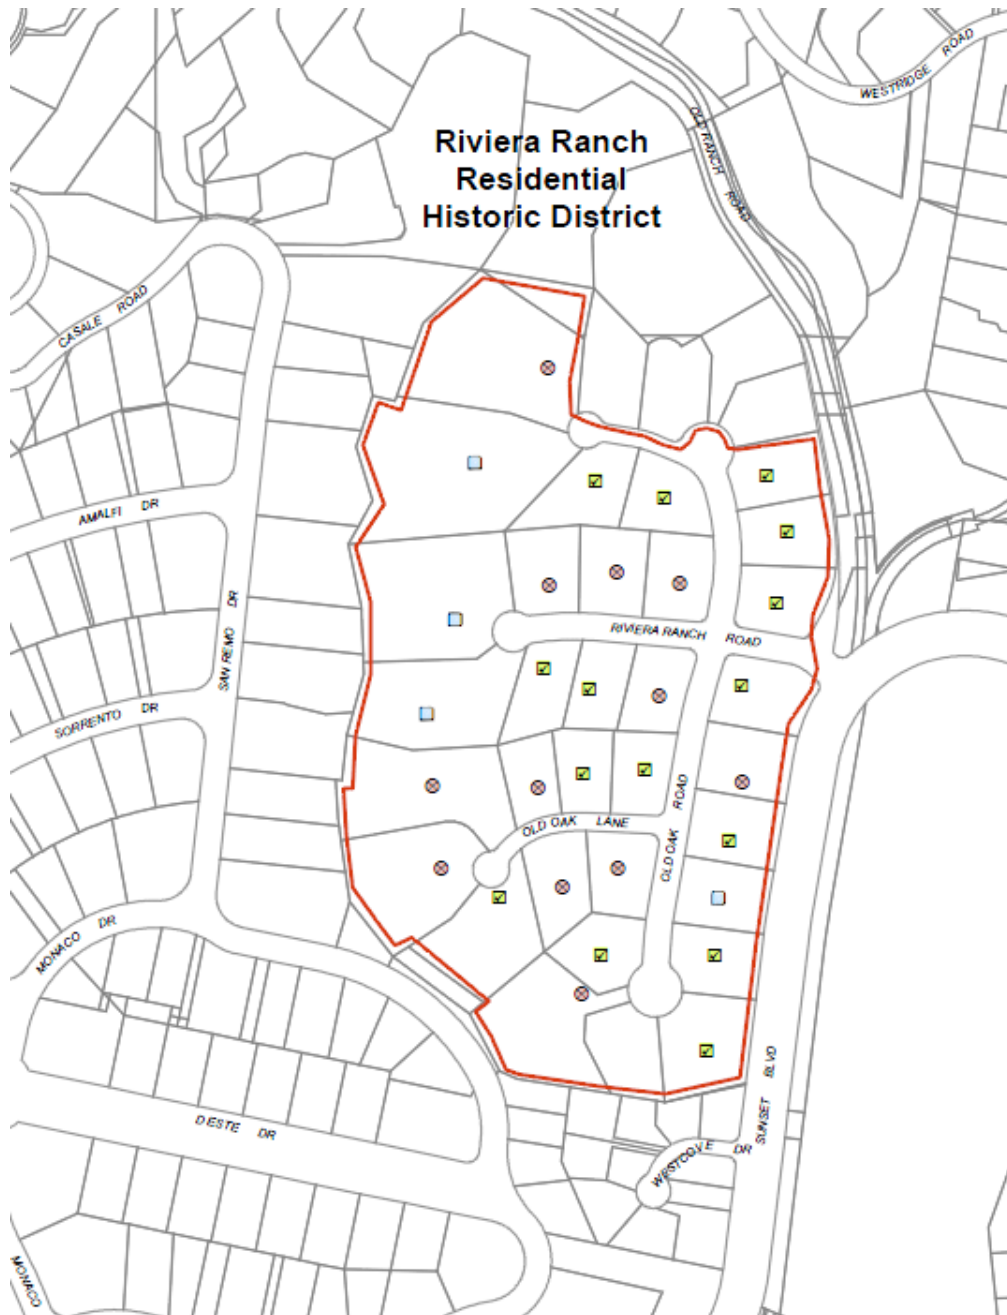 WESTRIDGE ROAD
OLD RANCH ROAD
Riviera Ranch
Residential
Historic District
CASALE ROAD
AMALFI DR
SAN REMO DR
RIVIERA RANCH ROAD
SORRENTO DR
OLD OAK LANE
OLD OAK ROAD
MONACO DR
SUNSET BLVD
D ESTE DR
WESTCOVE DR
MONACO